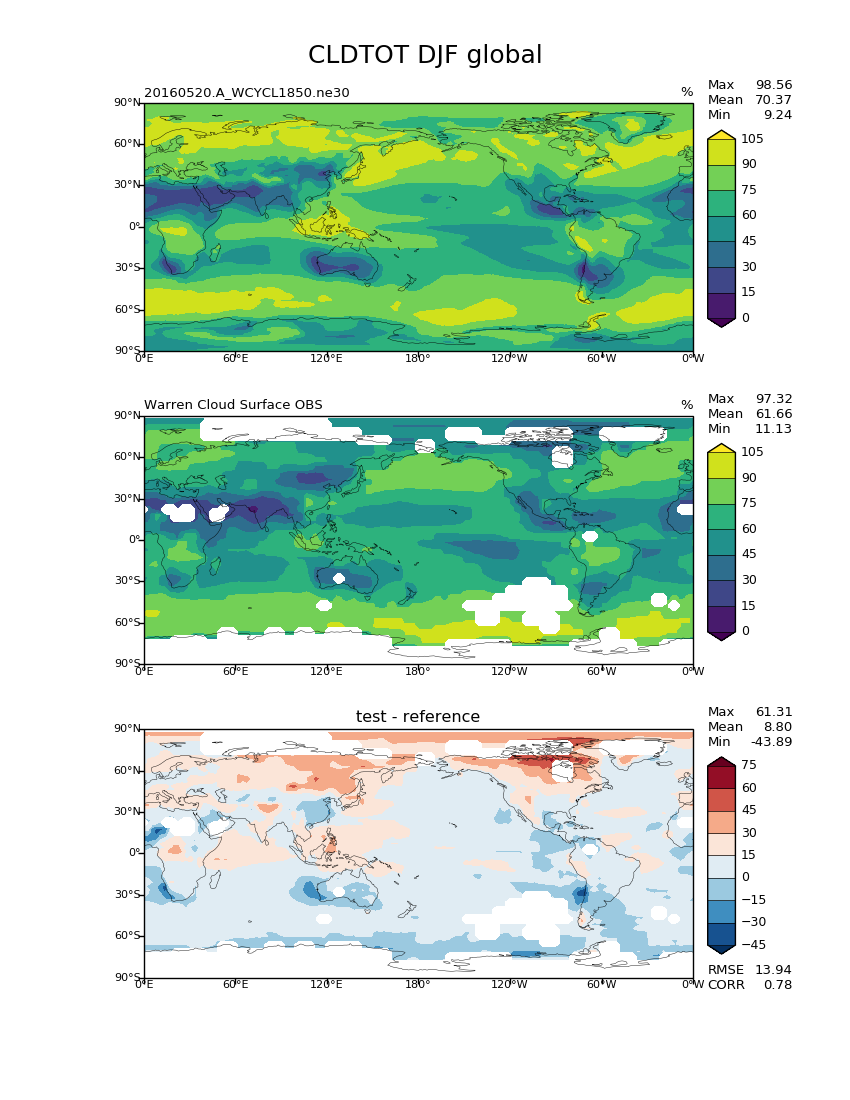 CLDTOT DJF global
20160520.A_WCYCL1850.ne30
%
Max 98.56
Mean 70.37
Min 9.24
90°N
60°N
30°N
0°
30°S
60°S
90°S
0°E 60°E 120°E 180° 120°W 60°W 0°W
105
90
75
60
45
30
15
0
Warren Cloud Surface OBS
%
Max 97.32
Mean 61.66
Min 11.13
90°N
60°N
30°N
0°
30°S
60°S
90°S
0°E 60°E 120°E 180° 120°W 60°W 0°W
105
90
75
60
45
30
15
0
test - reference
Max 61.31
Mean 8.80
Min -43.89
90°N
60°N
30°N
0°
30°S
60°S
90°S
0°E 60°E 120°E 180° 120°W 60°W 0°W
75
60
45
30
15
0
−15
−30
−45
RMSE 13.94
CORR 0.78